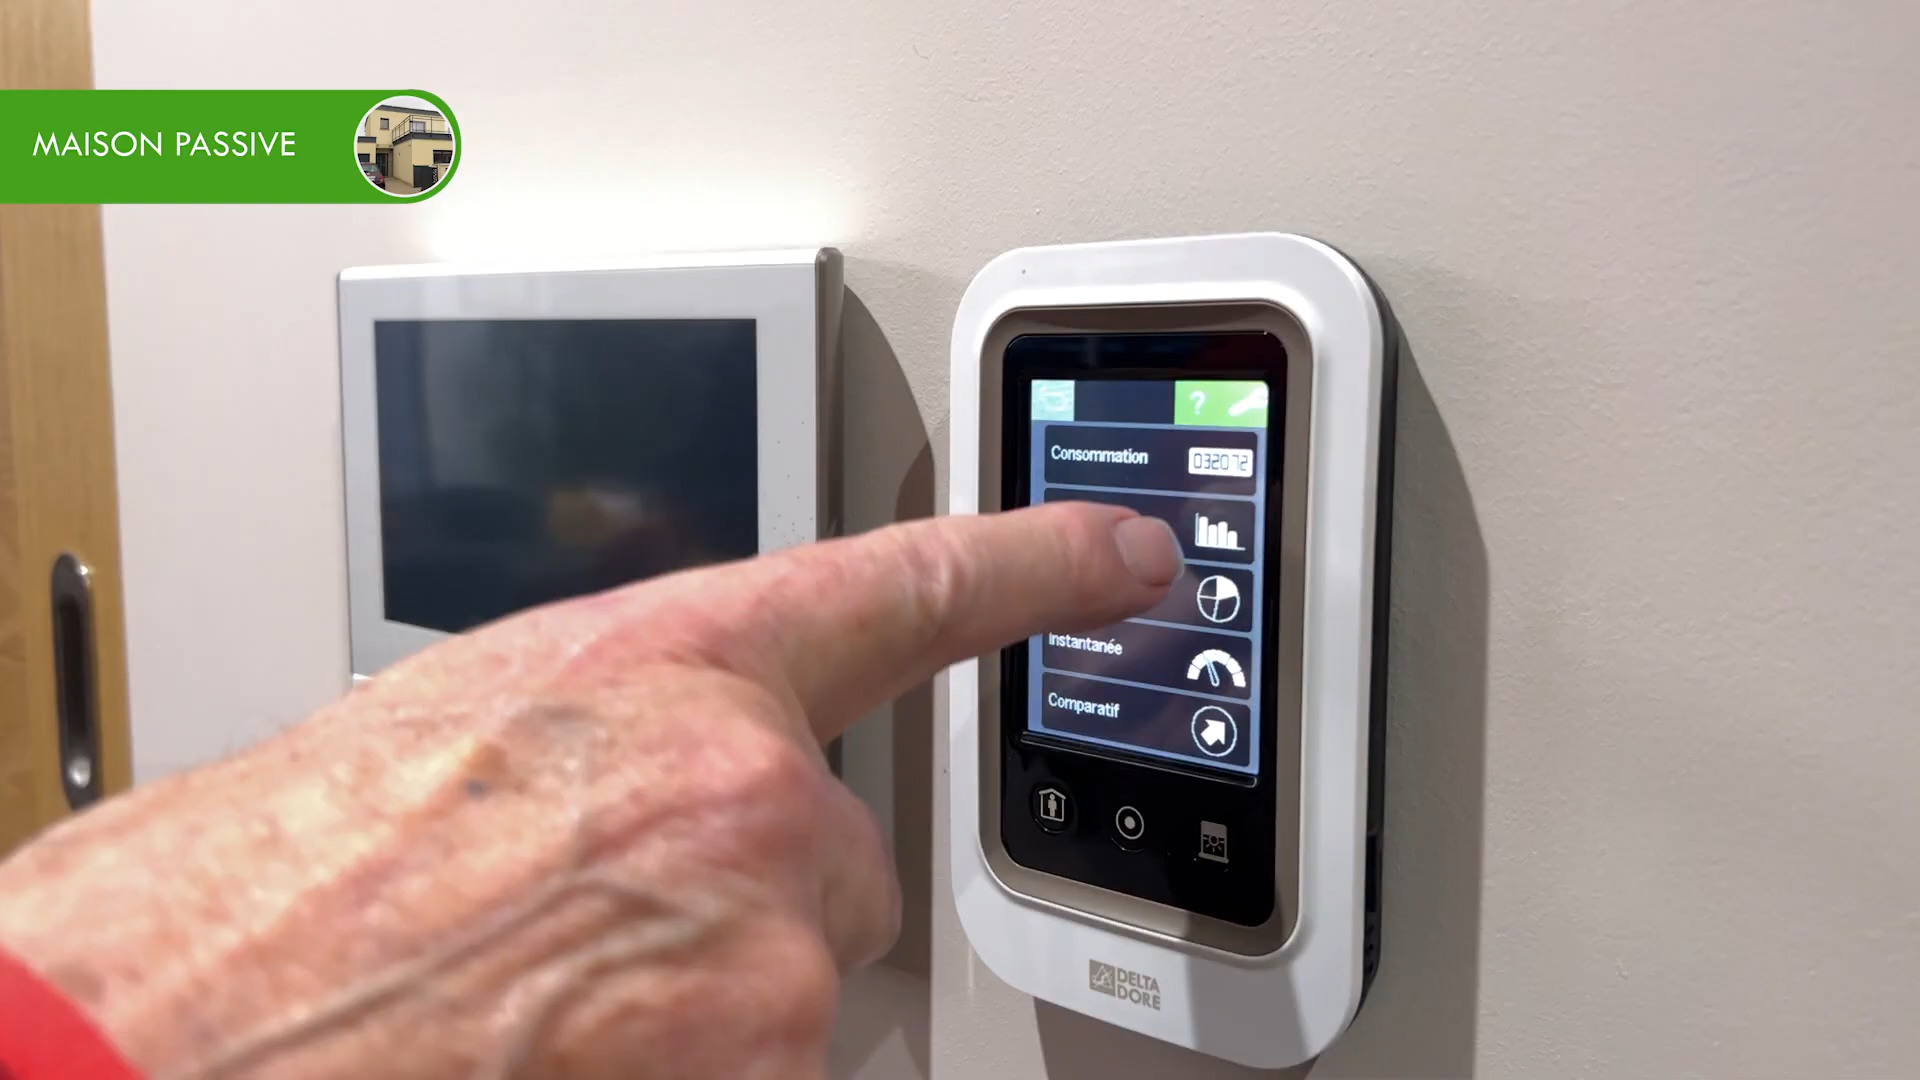 MAISON PASSIVE
?
Consommation
032072
Instantanée
Comparatif
DELTA
DORE